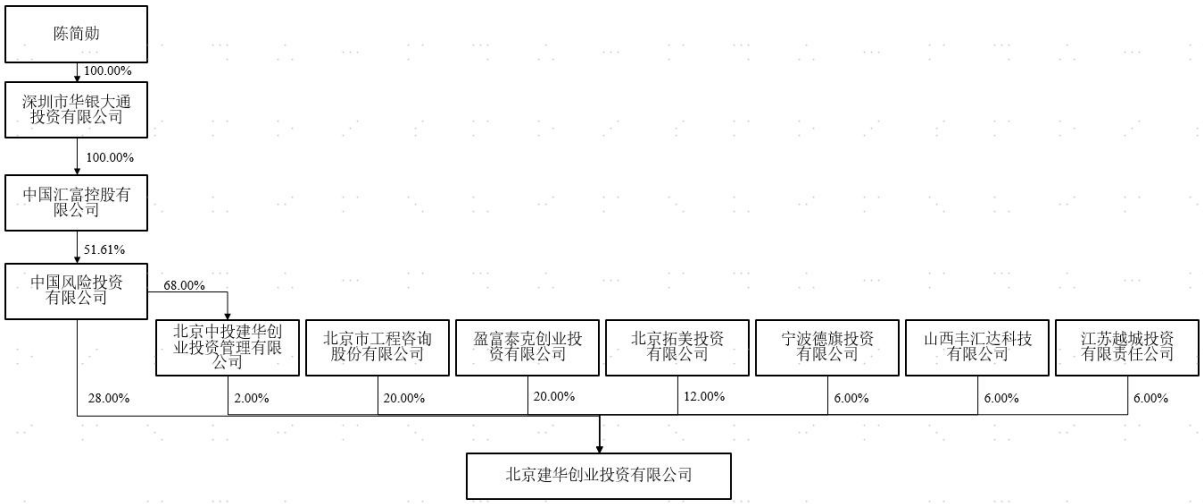 陈简勋
100.00%
深圳市华银大通
投资有限公司
100.00%
中国汇富控股有
限公司
51.61%
中国风险投资
有限公司
68.00%
北京中投建华创
业投资管理有限公
司
北京市工程咨询
股份有限公司
盈富泰克创业投
资有限公司
北京拓美投资
有限公司
宁波德旗投资
有限公司
山西丰汇达科技
有限公司
江苏越城投资
有限责任公司
28.00%
2.00%
20.00%
20.00%
12.00%
6.00%
6.00%
6.00%
北京建华创业投资有限公司